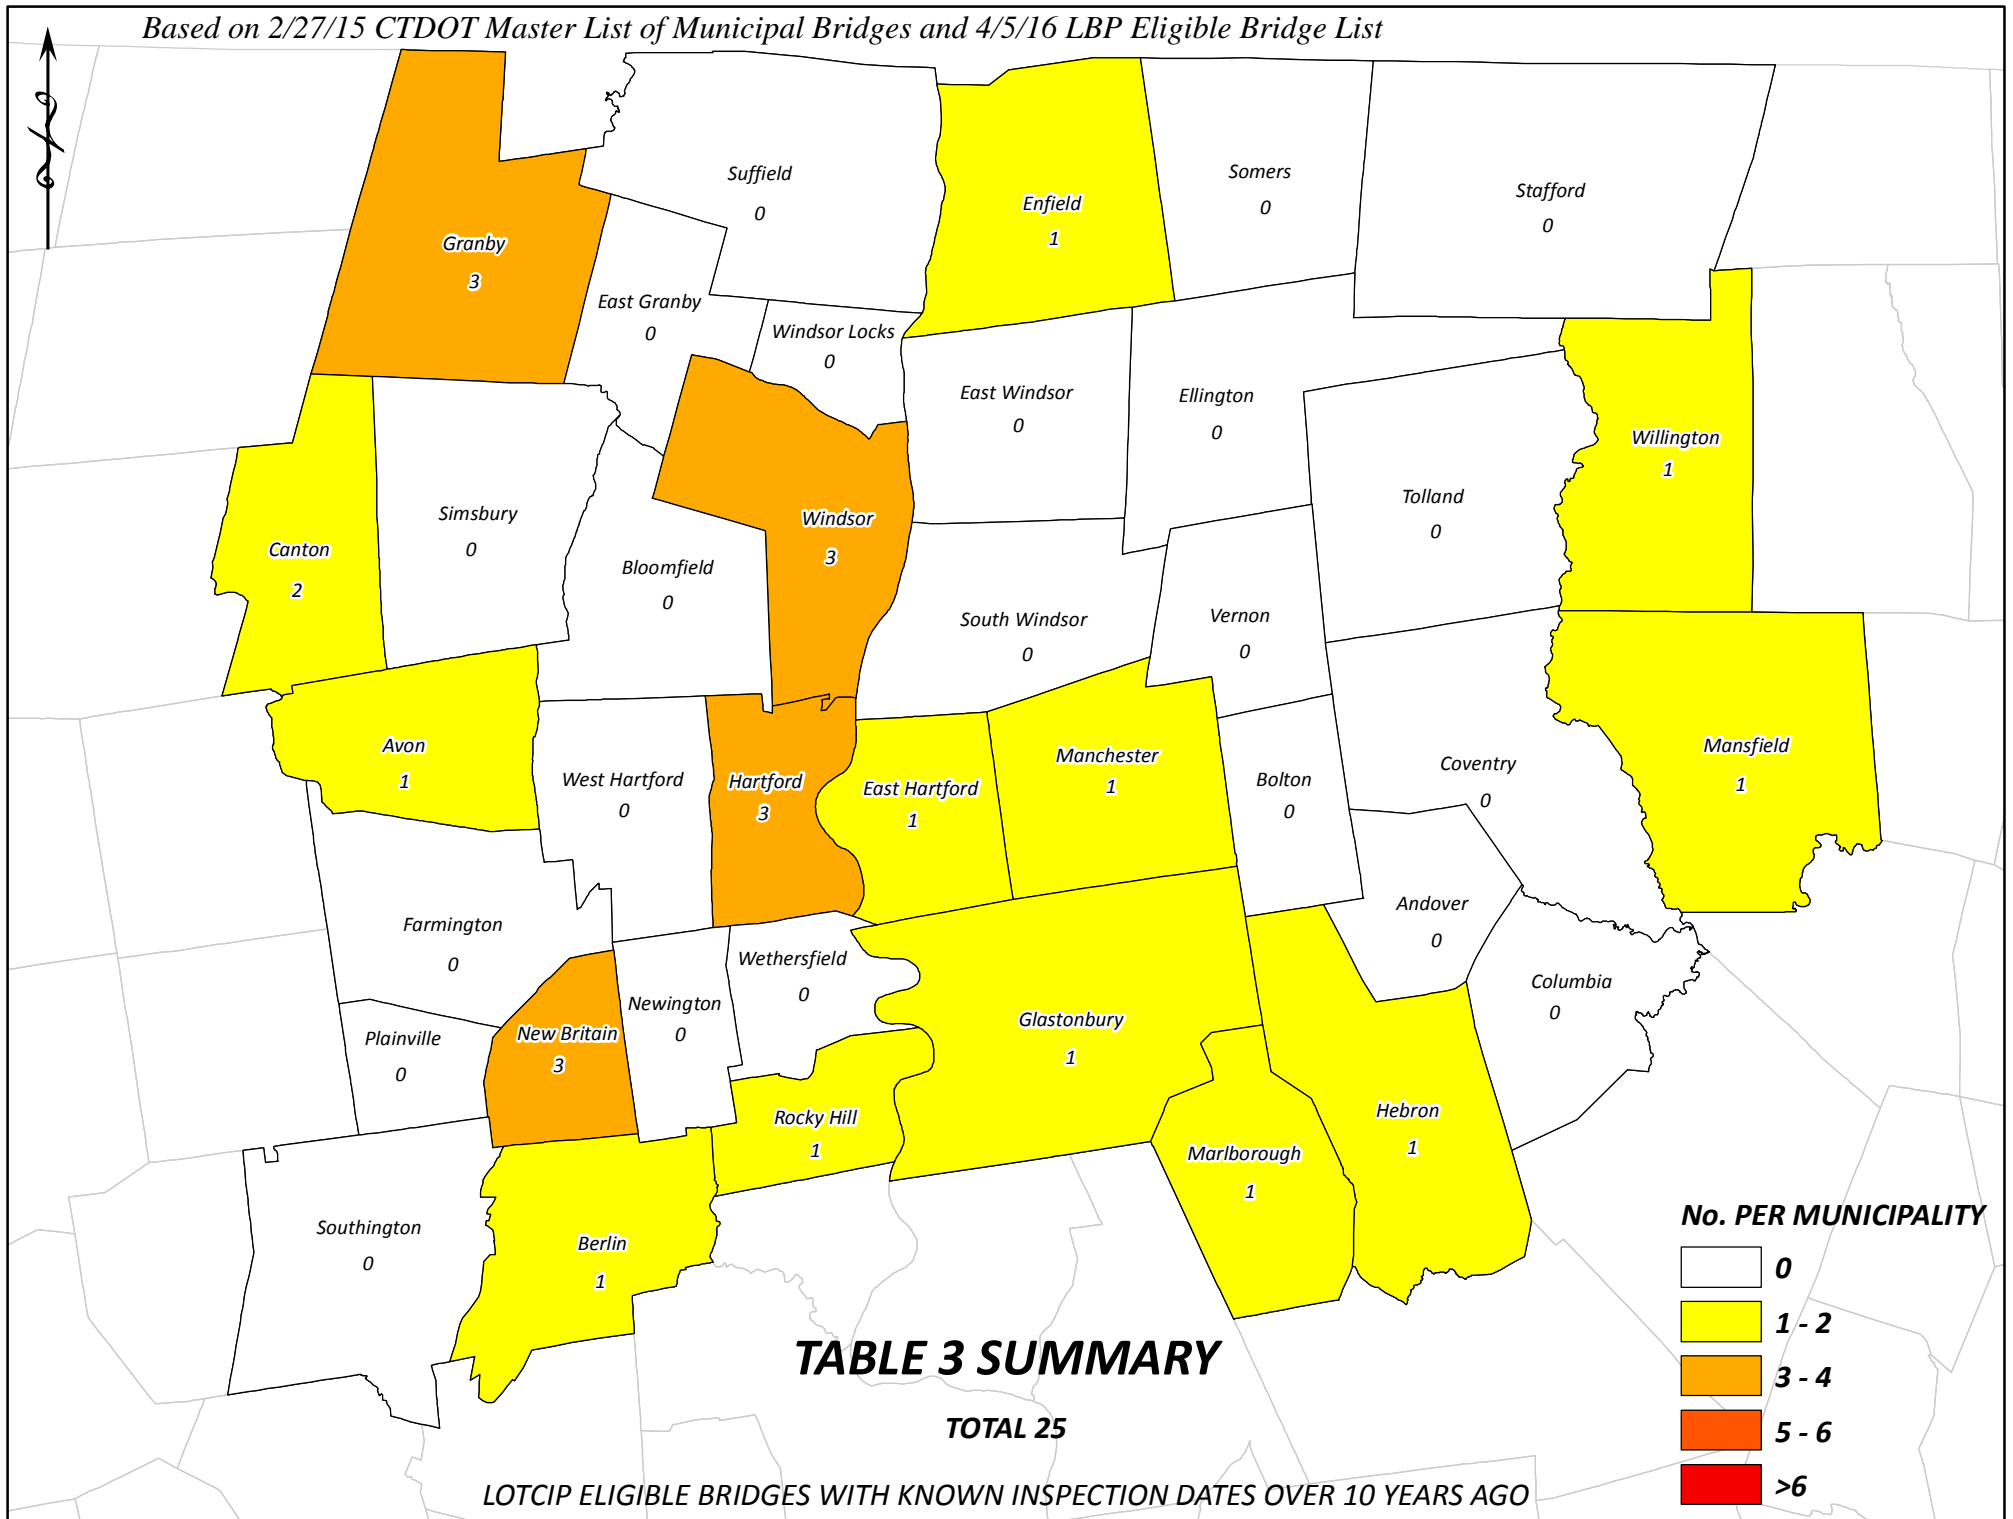 Based on 2/27/15 CTDOT Master List of Municipal Bridges and 4/5/16 LBP Eligible Bridge List
Suffield
0
Somers
0
Stafford
0
Enfield
1
Granby
3
East Granby
0
Windsor Locks
0
East Windsor
0
Ellington
0
Willington
1
Tolland
0
Simsbury
0
Windsor
3
Canton
2
Bloomfield
0
South Windsor
0
Vernon
0
Avon
1
West Hartford
0
Hartford
3
East Hartford
1
Manchester
1
Bolton
0
Coventry
0
Mansfield
1
Farmington
0
Andover
0
Wethersfield
0
Columbia
0
Newington
0
Glastonbury
1
Plainville
0
New Britain
3
Rocky Hill
1
Hebron
1
Marlborough
1
Southington
0
Berlin
1
No. PER MUNICIPALITY
0
1 - 2
3 - 4
5 - 6
>6
TABLE 3 SUMMARY
TOTAL 25
LOTCIP ELIGIBLE BRIDGES WITH KNOWN INSPECTION DATES OVER 10 YEARS AGO